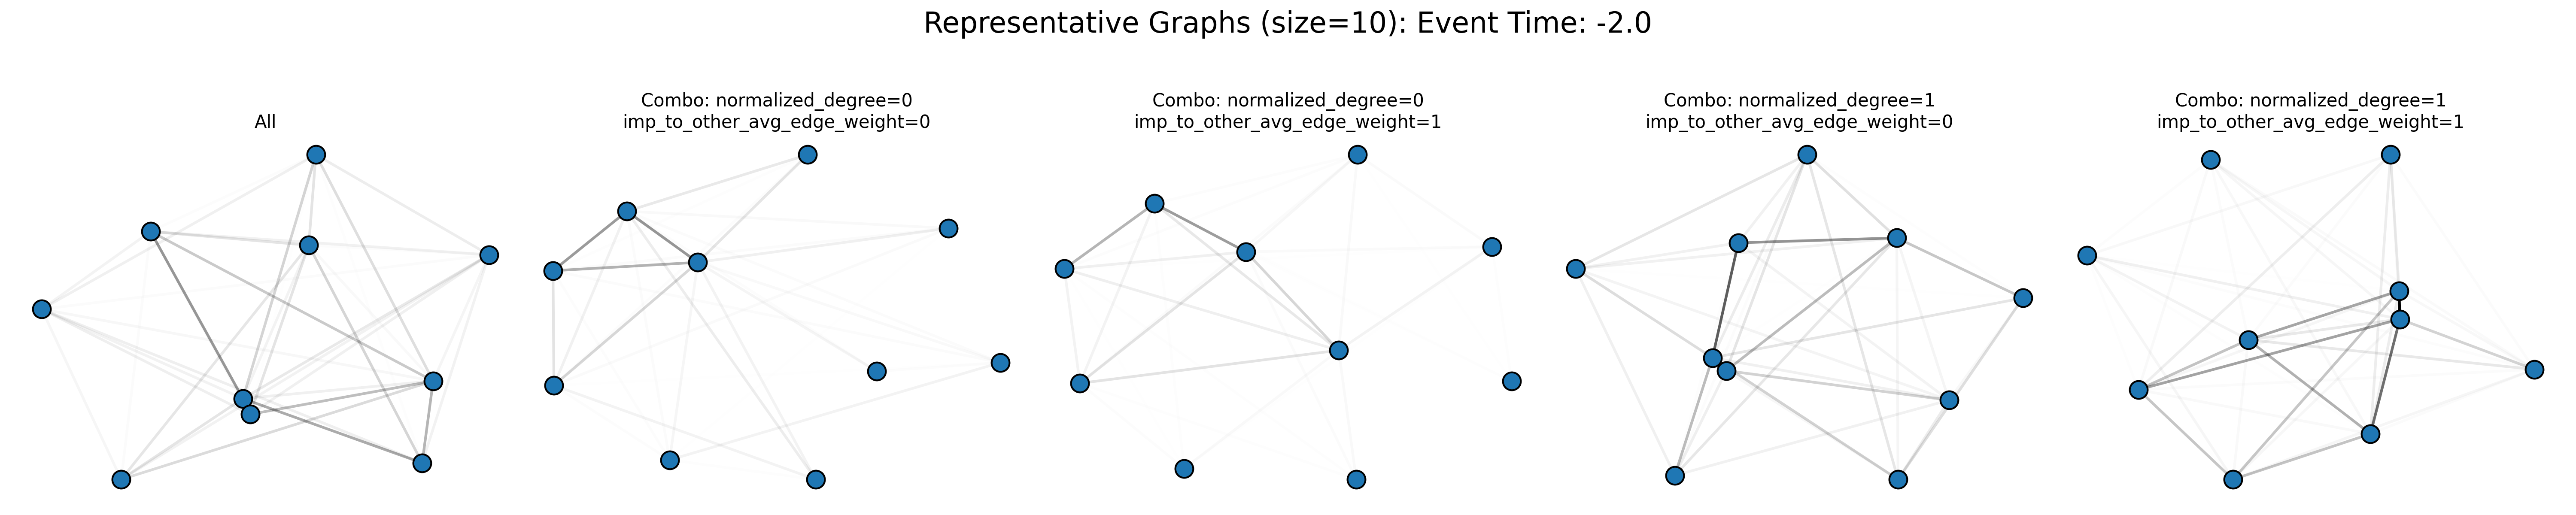 Representative Graphs (size=10): Event Time: -2.0
All
Combo: normalized_degree=0
imp_to_other_avg_edge_weight=0
Combo: normalized_degree=0
imp_to_other_avg_edge_weight=1
Combo: normalized_degree=1
imp_to_other_avg_edge_weight=0
Combo: normalized_degree=1
imp_to_other_avg_edge_weight=1